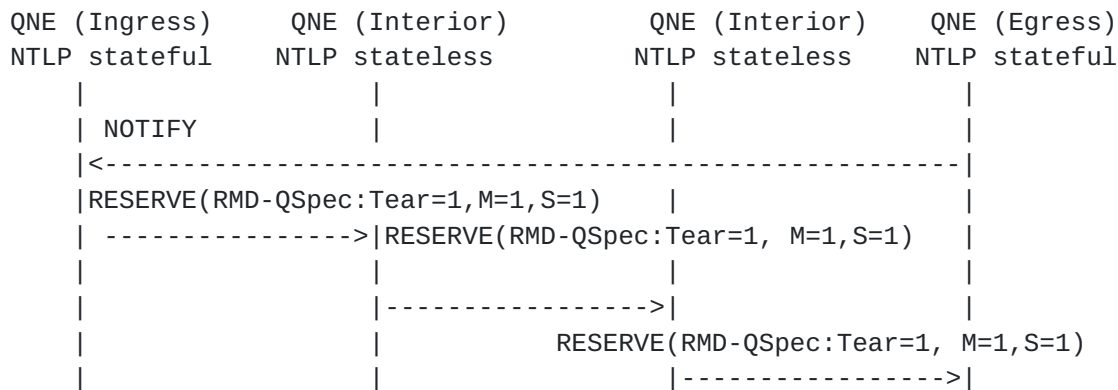 QNE (Ingress)     QNE (Interior)        QNE (Interior)    QNE (Egress)
NTLP stateful    NTLP stateless         NTLP stateless    NTLP stateful
NOTIFY
RESERVE(RMD-QSpec:Tear=1,M=1,S=1)
RESERVE(RMD-QSpec:Tear=1, M=1,S=1)
RESERVE(RMD-QSpec:Tear=1, M=1,S=1)